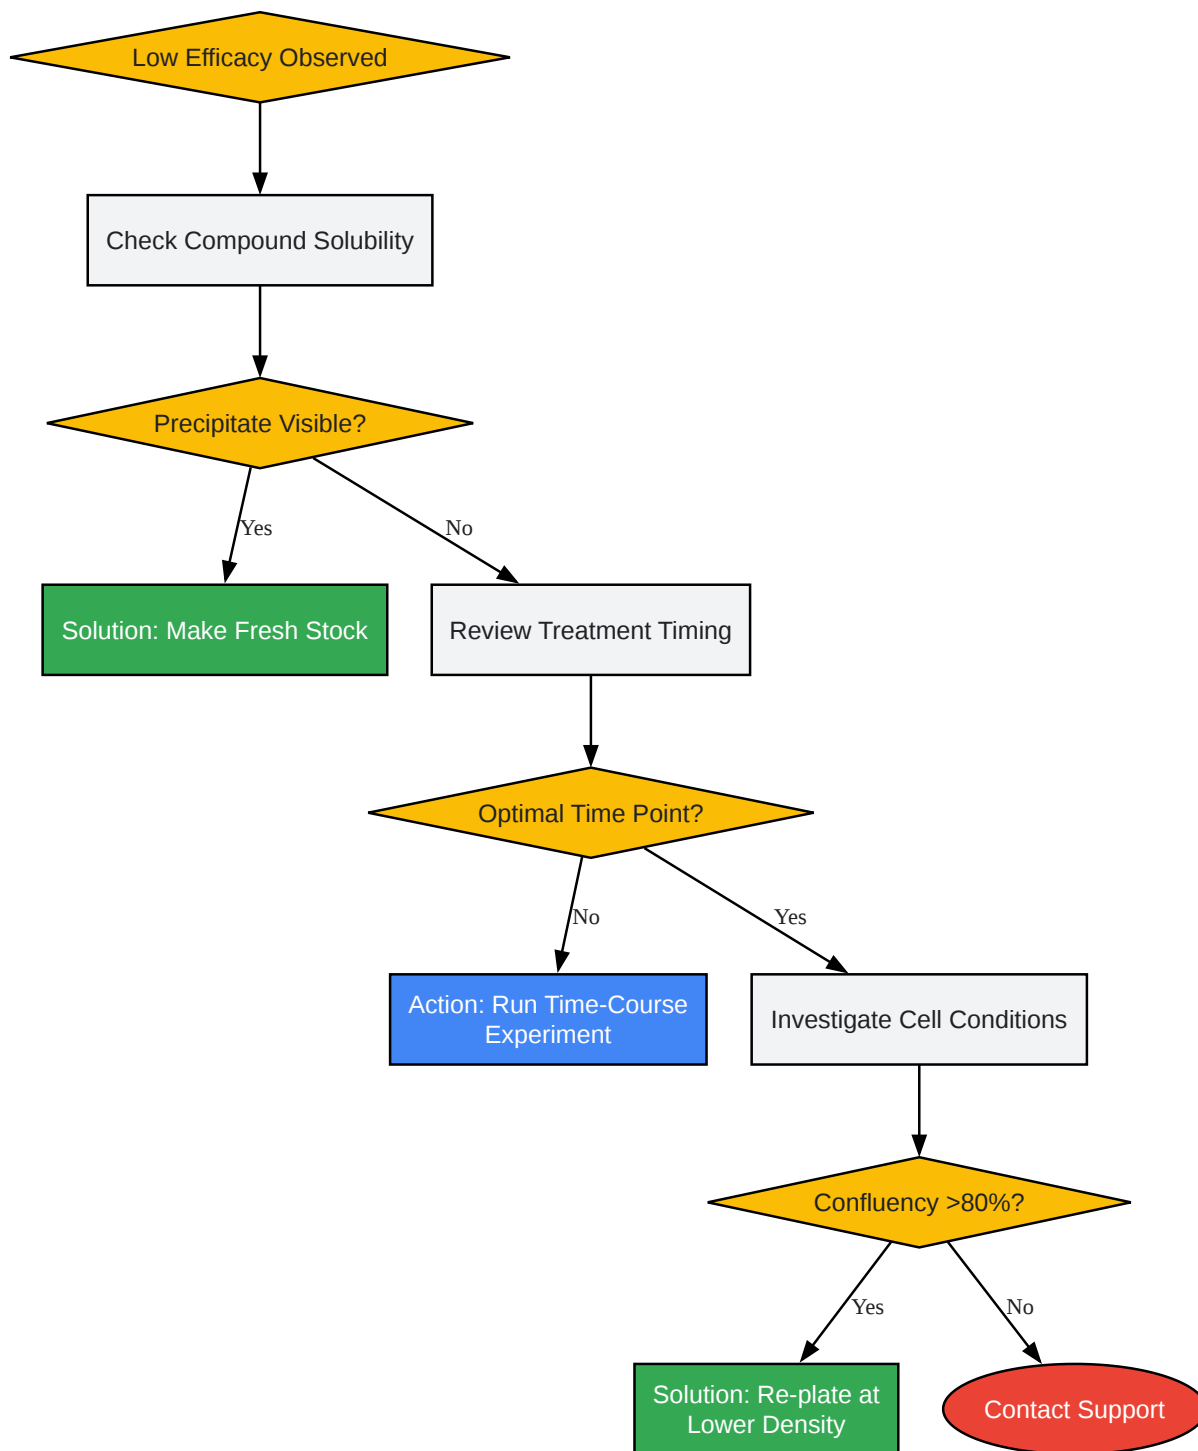 Low Efficacy Observed
Check Compound Solubility
Precipitate Visible?
Yes
No
Solution: Make Fresh Stock
Review Treatment Timing
Optimal Time Point?
No
Yes
Action: Run Time-Course
Experiment
Investigate Cell Conditions
Confluency >80%?
Yes
No
Solution: Re-plate at
Lower Density
Contact Support